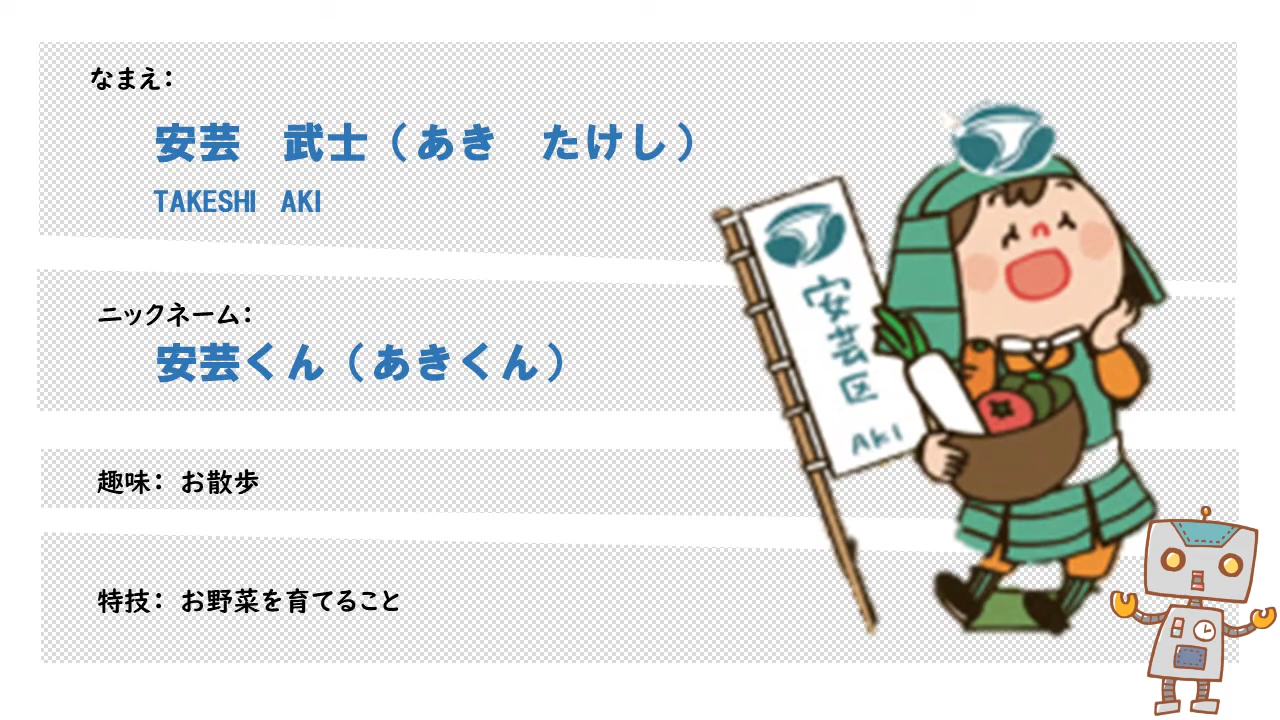 なまえ：
安芸　武士（あき　たけし）
TAKESHI AKI
ニックネーム：
安芸くん（あきくん）
趣味：お散歩
特技：お野菜を育てること
安芸区
AKI